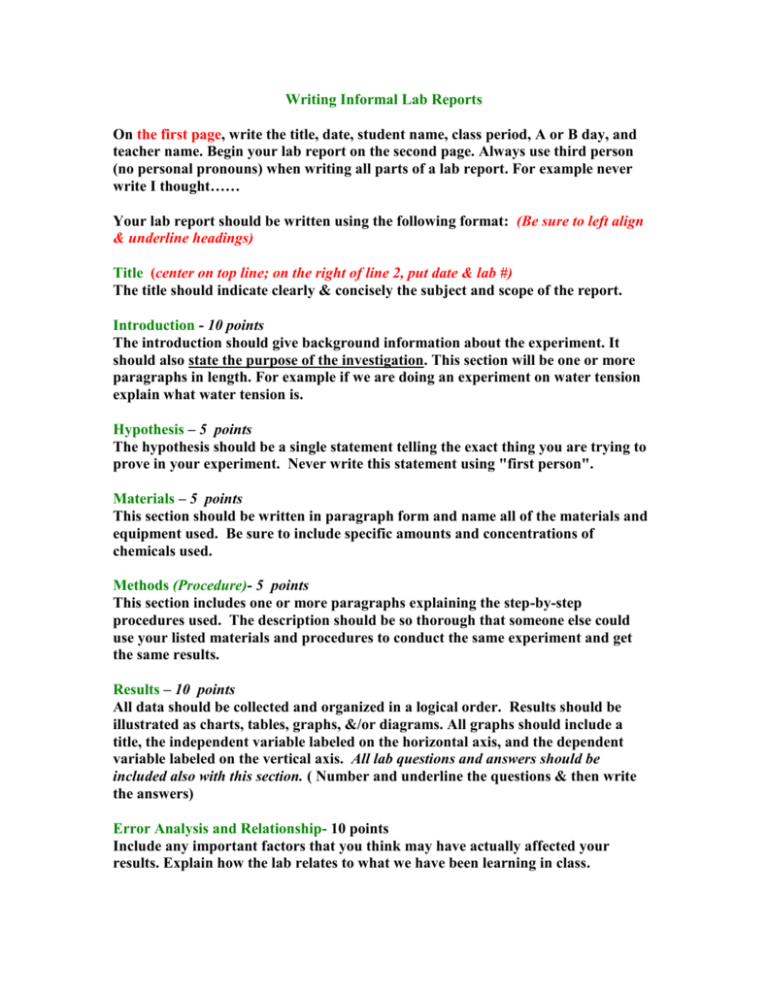 Writing Informal Lab Reports
On the first page, write the title, date, student name, class period, A or B day, and
teacher name. Begin your lab report on the second page. Always use third person
(no personal pronouns) when writing all parts of a lab report. For example never
write I thought……
Your lab report should be written using the following format:  (Be sure to left align
& underline headings)
Title  (center on top line; on the right of line 2, put date & lab #)
The title should indicate clearly & concisely the subject and scope of the report.
Introduction - 10 points
The introduction should give background information about the experiment. It
should also state the purpose of the investigation. This section will be one or more
paragraphs in length. For example if we are doing an experiment on water tension
explain what water tension is.
Hypothesis – 5  points
The hypothesis should be a single statement telling the exact thing you are trying to
prove in your experiment.  Never write this statement using "first person".
Materials – 5  points
This section should be written in paragraph form and name all of the materials and
equipment used.  Be sure to include specific amounts and concentrations of
chemicals used.
Methods (Procedure)- 5  points
This section includes one or more paragraphs explaining the step-by-step
procedures used.  The description should be so thorough that someone else could
use your listed materials and procedures to conduct the same experiment and get
the same results.
Results – 10  points
All data should be collected and organized in a logical order.  Results should be
illustrated as charts, tables, graphs, &/or diagrams. All graphs should include a
title, the independent variable labeled on the horizontal axis, and the dependent
variable labeled on the vertical axis.  All lab questions and answers should be
included also with this section. ( Number and underline the questions & then write
the answers)
Error Analysis and Relationship- 10 points
Include any important factors that you think may have actually affected your
results. Explain how the lab relates to what we have been learning in class.